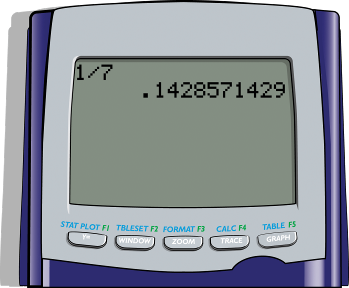 1/7
.1428571429
STAT PLOT F1 TBLSET F2 FORMAT F3 CALC F4 TABLE F5
Y= WINDOW ZOOM TRACE GRAPH